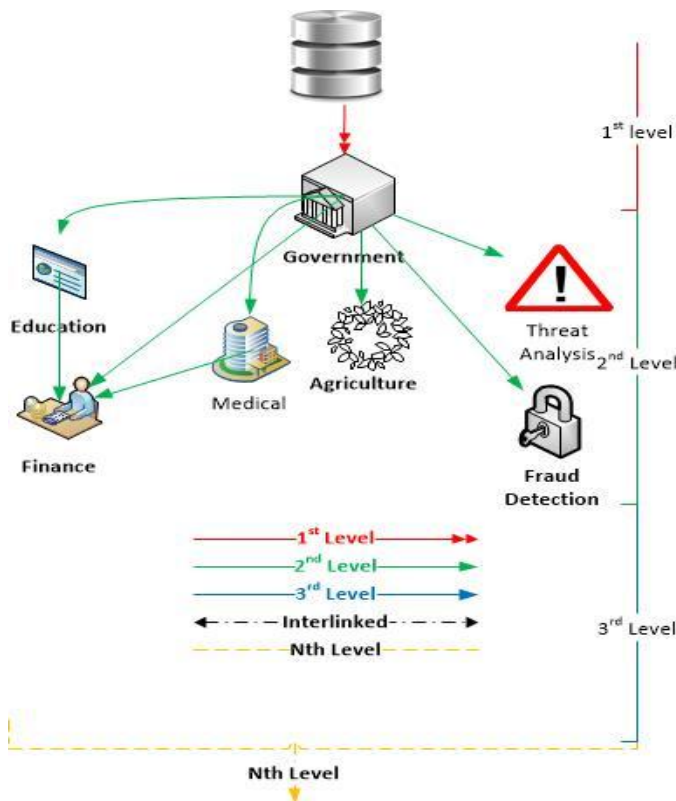 1st level
Government
Education
Threat
Analysis
2nd Level
Agriculture
Medical
Finance
Fraud
Detection
1st Level
2nd Level
3rd Level
Interlinked
Nth Level
3rd Level
Nth Level